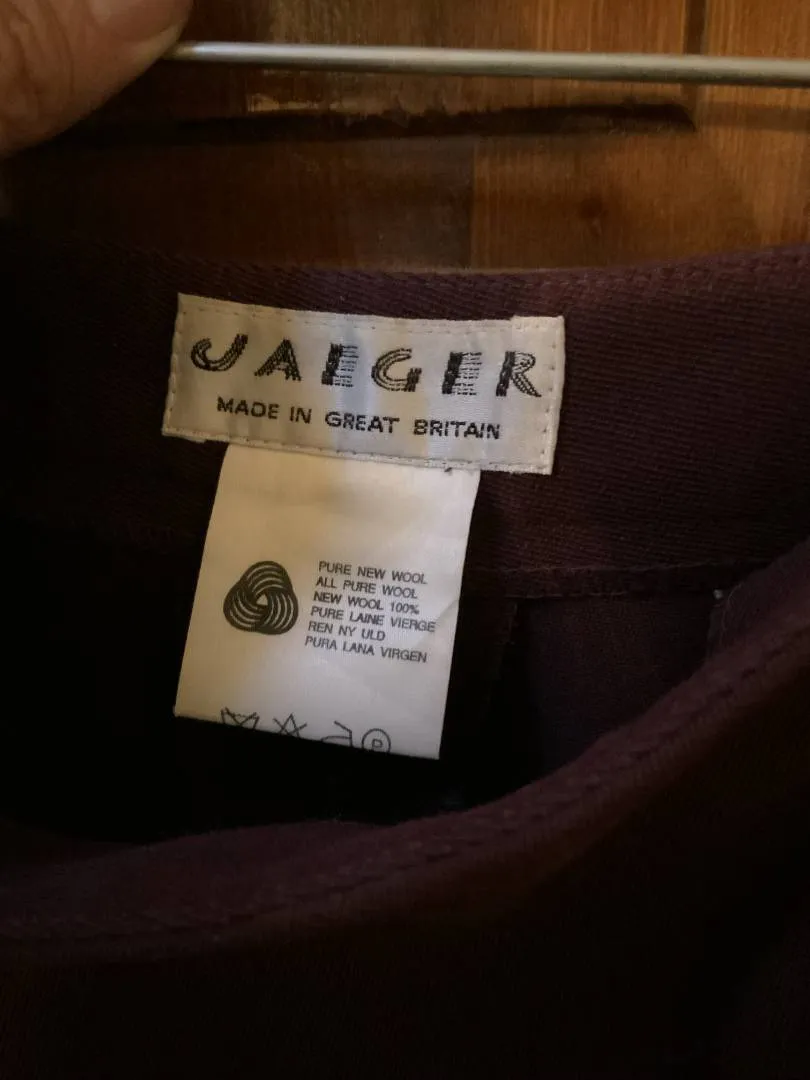 JAEGER
MADE IN GREAT BRITAIN
PURE NEW WOOL
ALL PURE WOOL
NEW WOOL 100%
PURE LAINE VIERGE
REN NY ULD
PURA LANA VIRGEN
P